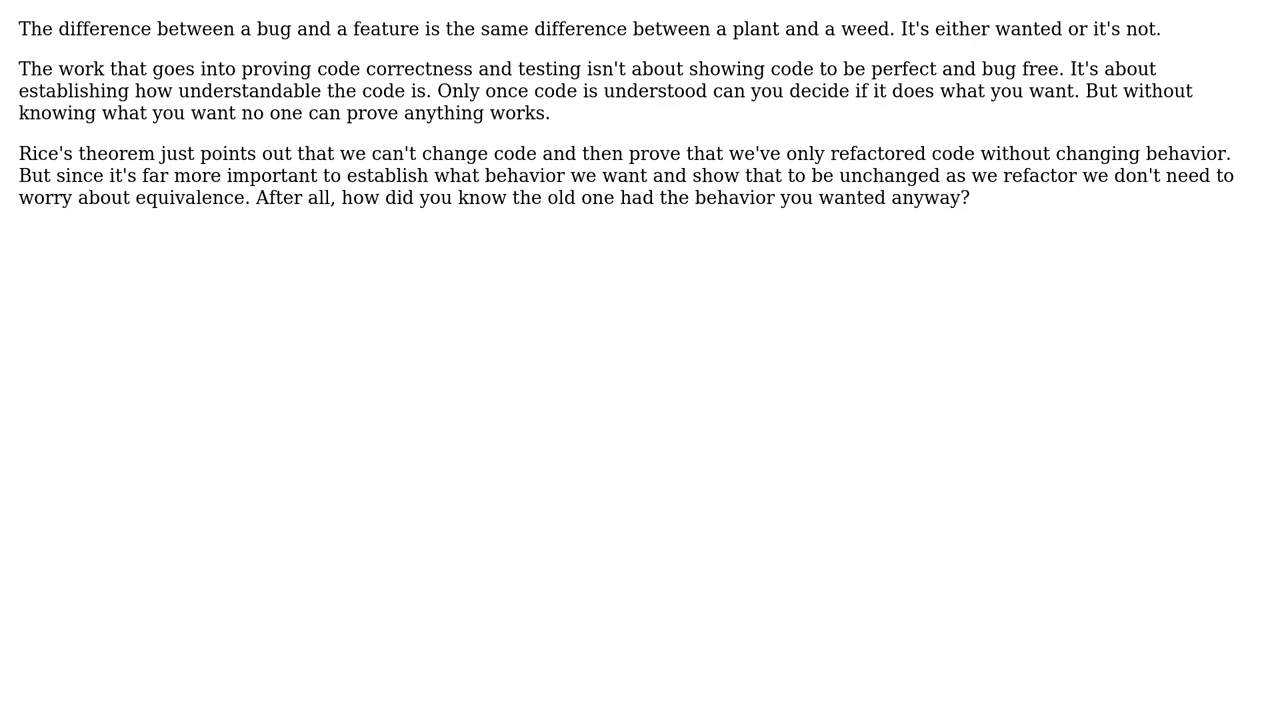 The difference between a bug and a feature is the same difference between a plant and a weed. It's either wanted or it's not.
The work that goes into proving code correctness and testing isn't about showing code to be perfect and bug free. It's about
establishing how understandable the code is. Only once code is understood can you decide if it does what you want. But without
knowing what you want no one can prove anything works.
Rice's theorem just points out that we can't change code and then prove that we've only refactored code without changing behavior.
But since it's far more important to establish what behavior we want and show that to be unchanged as we refactor we don't need to
worry about equivalence. After all, how did you know the old one had the behavior you wanted anyway?